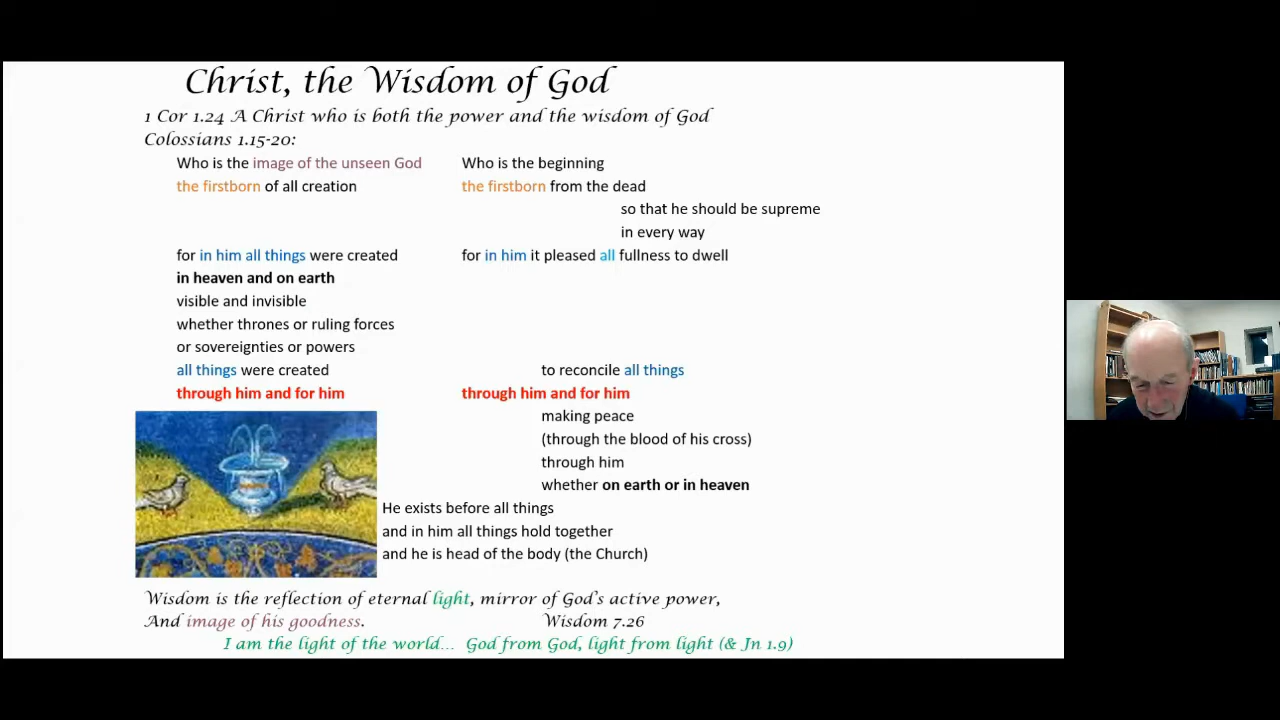 Christ, the Wisdom of God
1 Cor 1.24 A Christ who is both the power and the wisdom of God
Colossians 1.15-20:
Who is the image of the unseen God Who is the beginning
the firstborn of all creation the firstborn from the dead
so that he should be supreme
in every way
for in him all things were created for in him it pleased all fullness to dwell
in heaven and on earth
visible and invisible
whether thrones or ruling forces
or sovereignties or powers
all things were created to reconcile all things
through him and for him through him and for him
making peace
(through the blood of his cross)
through him
whether on earth or in heaven
He exists before all things
and in him all things hold together
and he is head of the body (the Church)
Wisdom is the reflection of eternal light, mirror of God's active power,
And image of his goodness. Wisdom 7.26
I am the light of the world... God from God, light from light (& Jn 1.9)